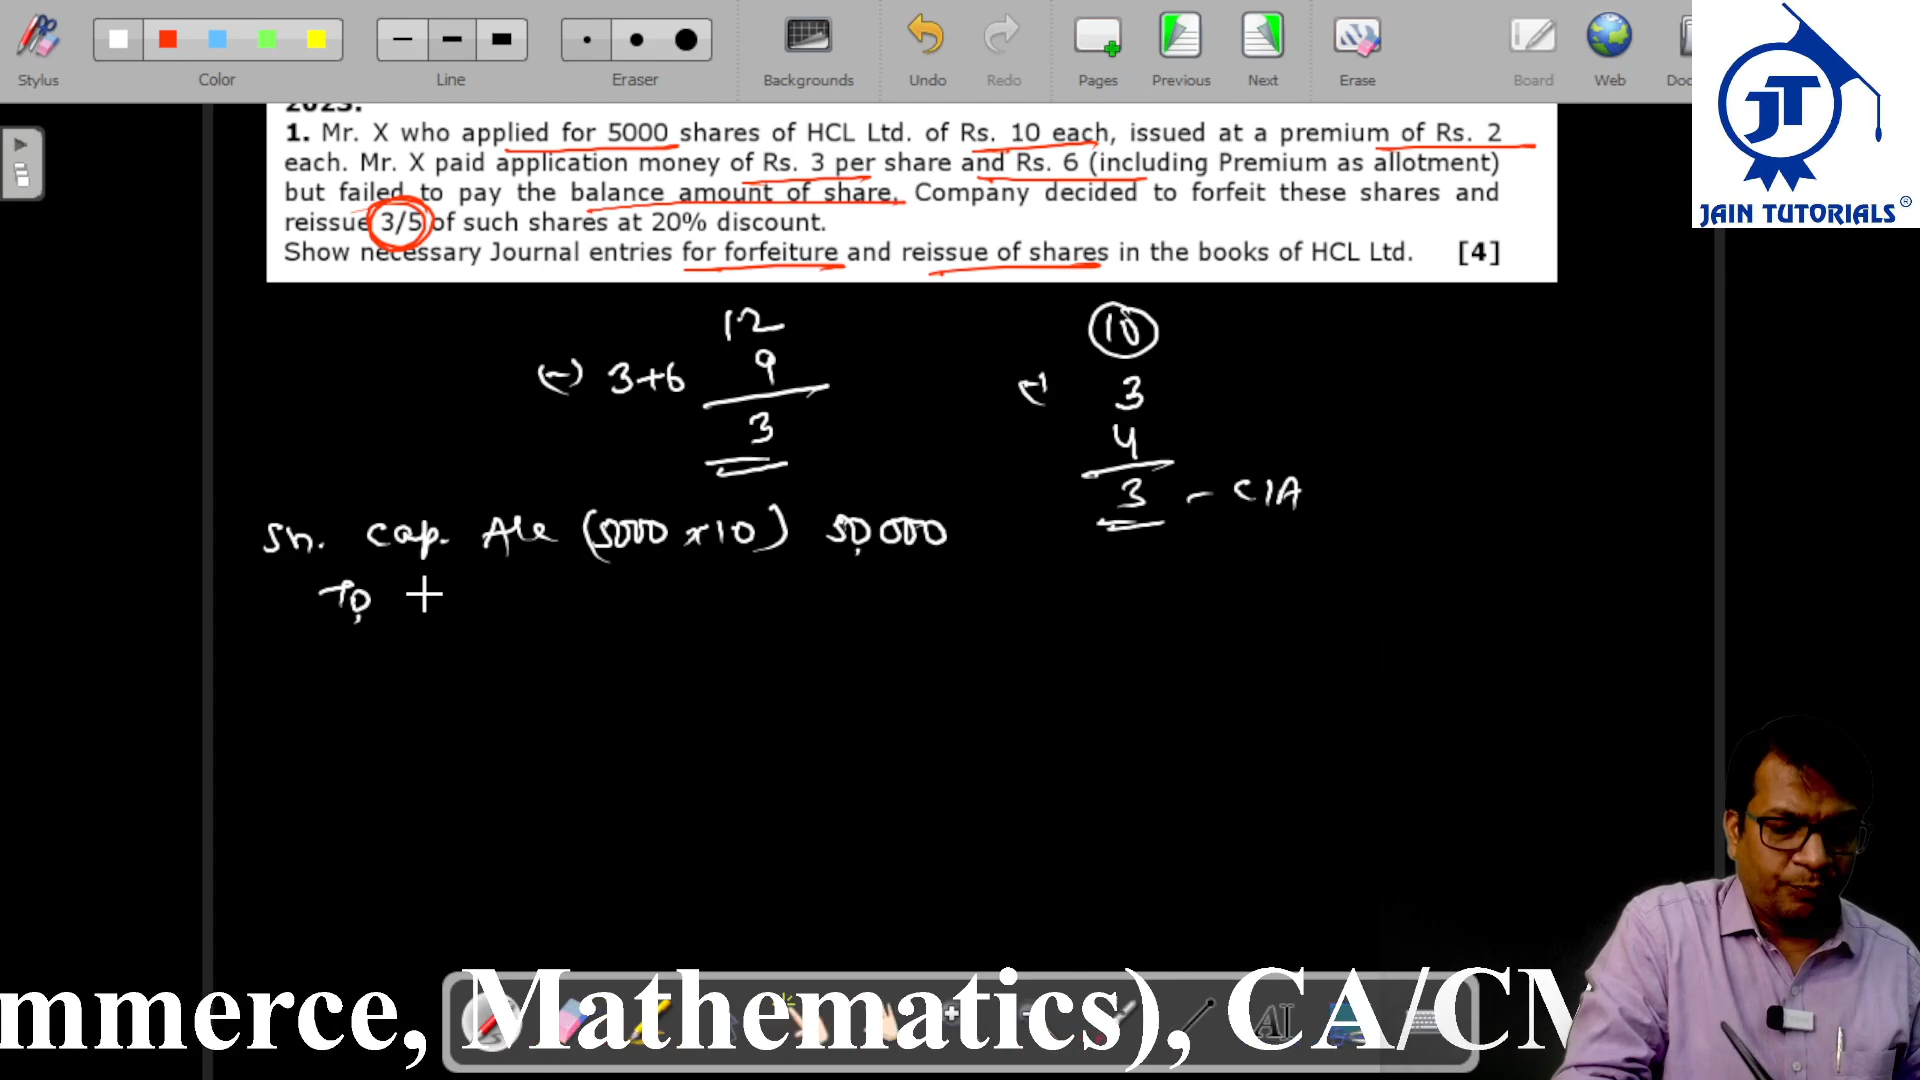 Stylus Color Line Eraser Backgrounds Undo Redo Pages Previous Next Erase Board Web
JT
JAIN TUTORIALS®
2023.
1. Mr. X who applied for 5000 shares of HCL Ltd. of Rs. 10 each, issued at a premium of Rs. 2
each. Mr. X paid application money of Rs. 3 per share and Rs. 6 (including Premium as allotment)
but failed to pay the balance amount of share. Company decided to forfeit these shares and
reissue 3/5 of such shares at 20% discount.
Show necessary Journal entries for forfeiture and reissue of shares in the books of HCL Ltd. [4]
12
(-) 3+6 9
3
10
(-) 3
4
3 - CIA
Sh. cap. A/c (5000 × 10) 50,000
To
mmerce, Mathematics), CA/CM